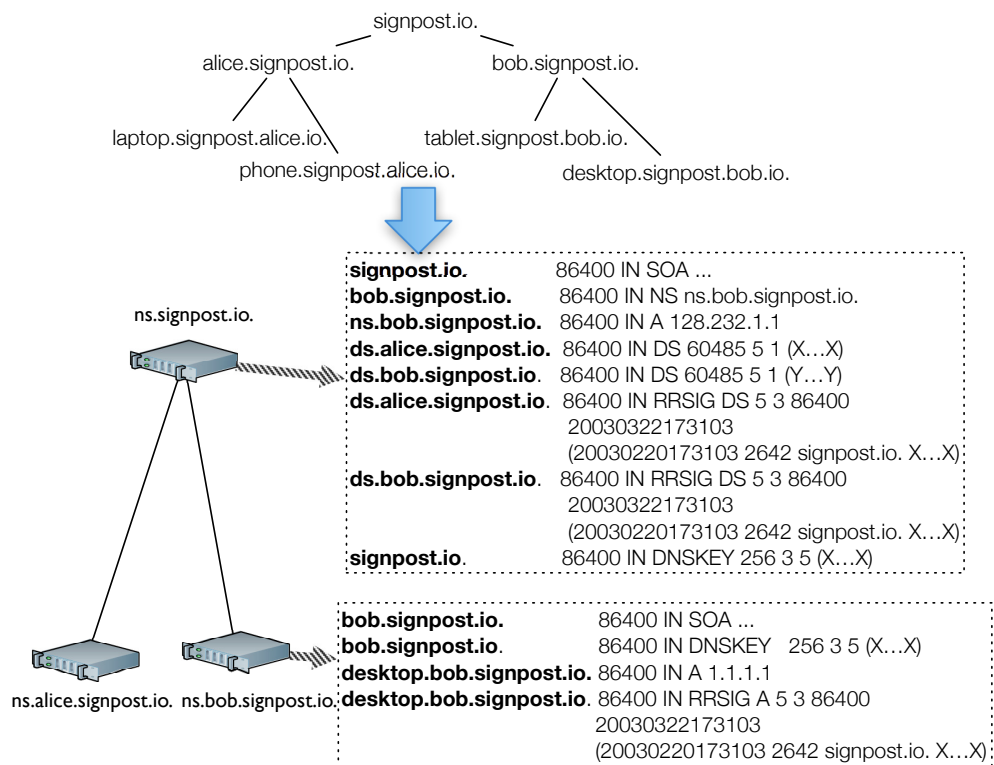 signpost.io.
alice.signpost.io. bob.signpost.io.
laptop.signpost.alice.io. tablet.signpost.bob.io.
phone.signpost.alice.io. desktop.signpost.bob.io.
signpost.io. 86400 IN SOA ...
bob.signpost.io. 86400 IN NS ns.bob.signpost.io.
ns.bob.signpost.io. 86400 IN A 128.232.1.1
ds.alice.signpost.io. 86400 IN DS 60485 5 1 (X…X)
ds.bob.signpost.io. 86400 IN DS 60485 5 1 (Y…Y)
ds.alice.signpost.io. 86400 IN RRSIG DS 5 3 86400
20030322173103
(20030220173103 2642 signpost.io. X…X)
ds.bob.signpost.io. 86400 IN RRSIG DS 5 3 86400
20030322173103
(20030220173103 2642 signpost.io. X…X)
signpost.io. 86400 IN DNSKEY 256 3 5 (X…X)
ns.signpost.io.
bob.signpost.io. 86400 IN SOA ...
bob.signpost.io. 86400 IN DNSKEY 256 3 5 (X…X)
desktop.bob.signpost.io. 86400 IN A 1.1.1.1
desktop.bob.signpost.io. 86400 IN RRSIG A 5 3 86400
20030322173103
(20030220173103 2642 signpost.io. X…X)
ns.alice.signpost.io. ns.bob.signpost.io.